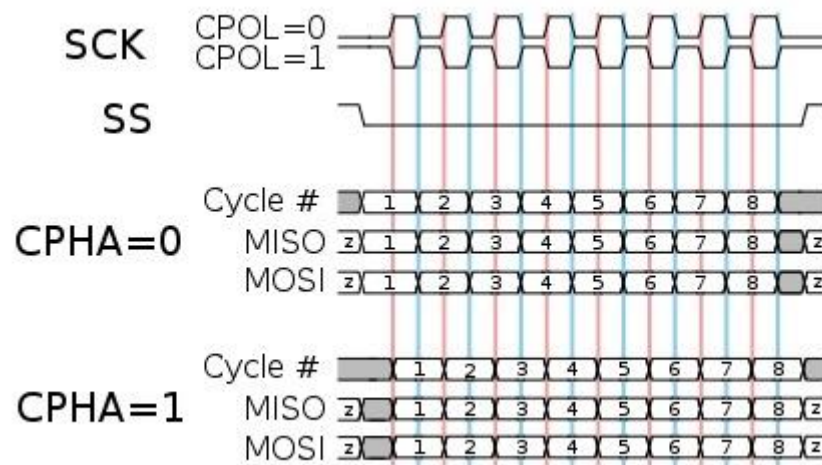 CPOL=0
SCK
CPOL=1
SS
Cycle # 1 2 3 4 5 6 7 8
CPHA=0 MISO z 1 2 3 4 5 6 7 8 z
MOSI z 1 2 3 4 5 6 7 8 z
Cycle # 1 2 3 4 5 6 7 8
CPHA=1 MISO z 1 2 3 4 5 6 7 8 z
MOSI z 1 2 3 4 5 6 7 8 z